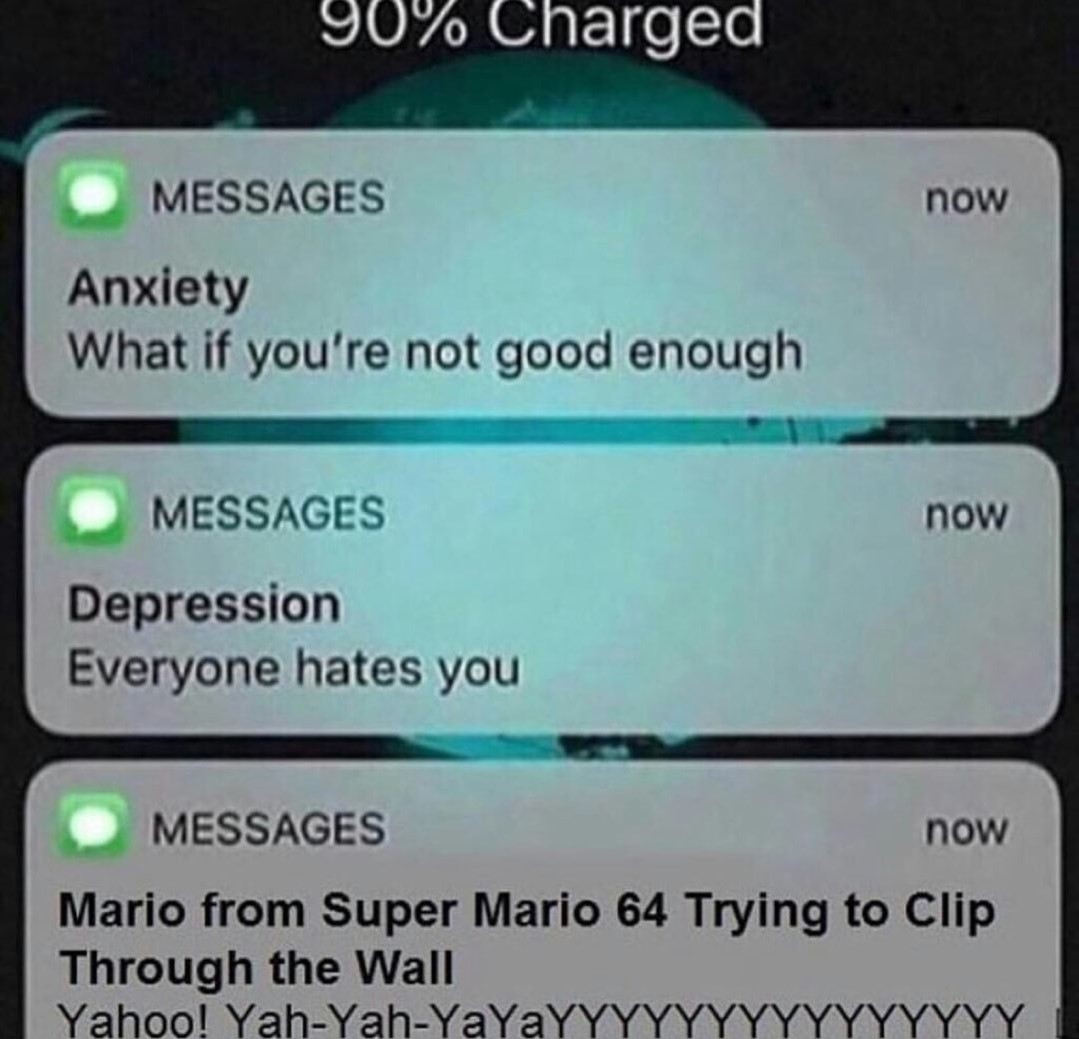 90% Charged
MESSAGES now
Anxiety
What if you're not good enough
MESSAGES now
Depression
Everyone hates you
MESSAGES now
Mario from Super Mario 64 Trying to Clip
Through the Wall
Yahoo! Yah-Yah-YaYaYYYYYYYYYYYYYYYY